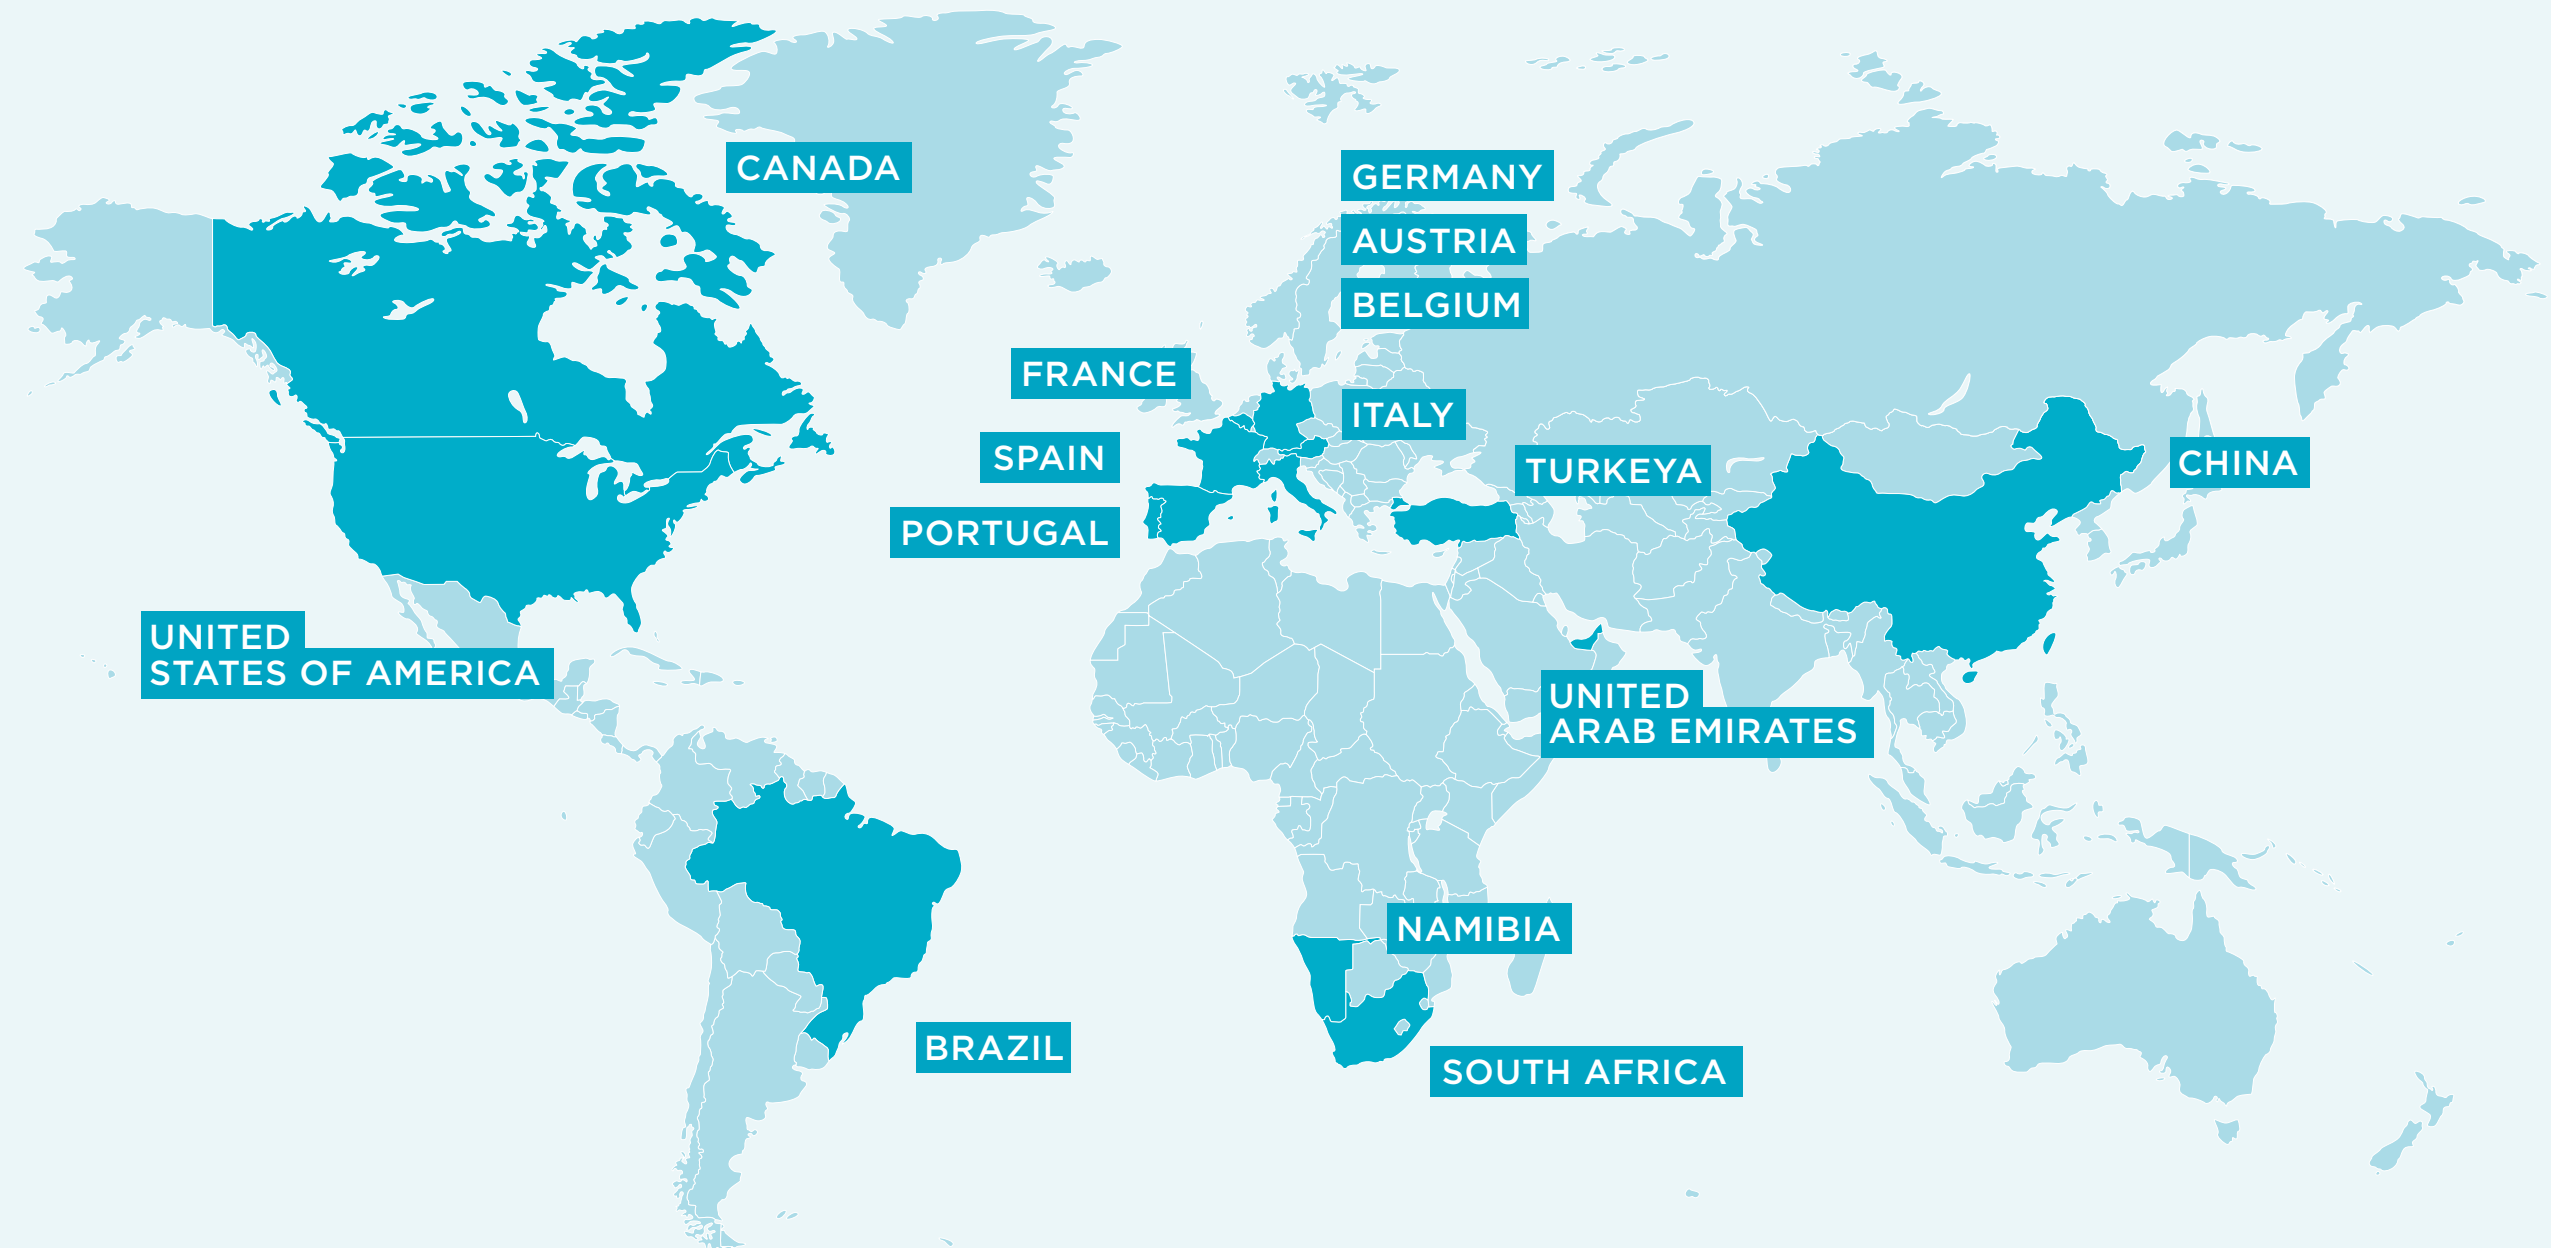 CANADA
GERMANY
AUSTRIA
BELGIUM
FRANCE
ITALY
SPAIN
TURKEYA
CHINA
PORTUGAL
UNITED
STATES OF AMERICA
UNITED
ARAB EMIRATES
NAMIBIA
BRAZIL
SOUTH AFRICA